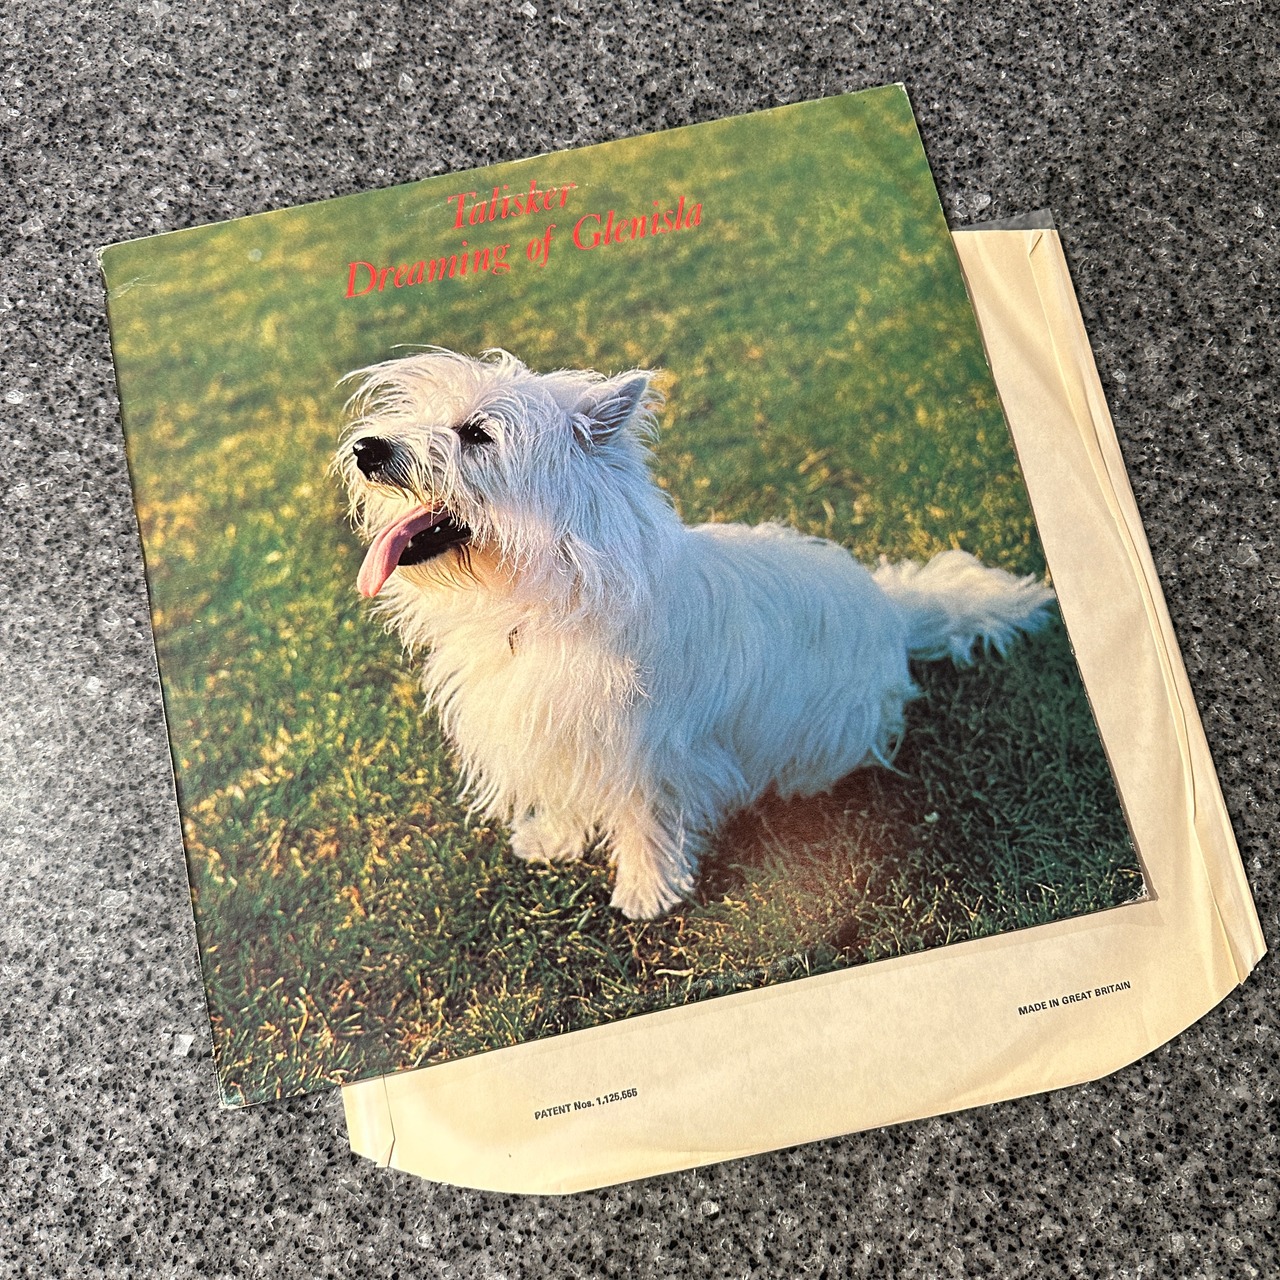 Talisker
Dreaming of Glenisla
MADE IN GREAT BRITAIN
PATENT Nos. 1,125,555